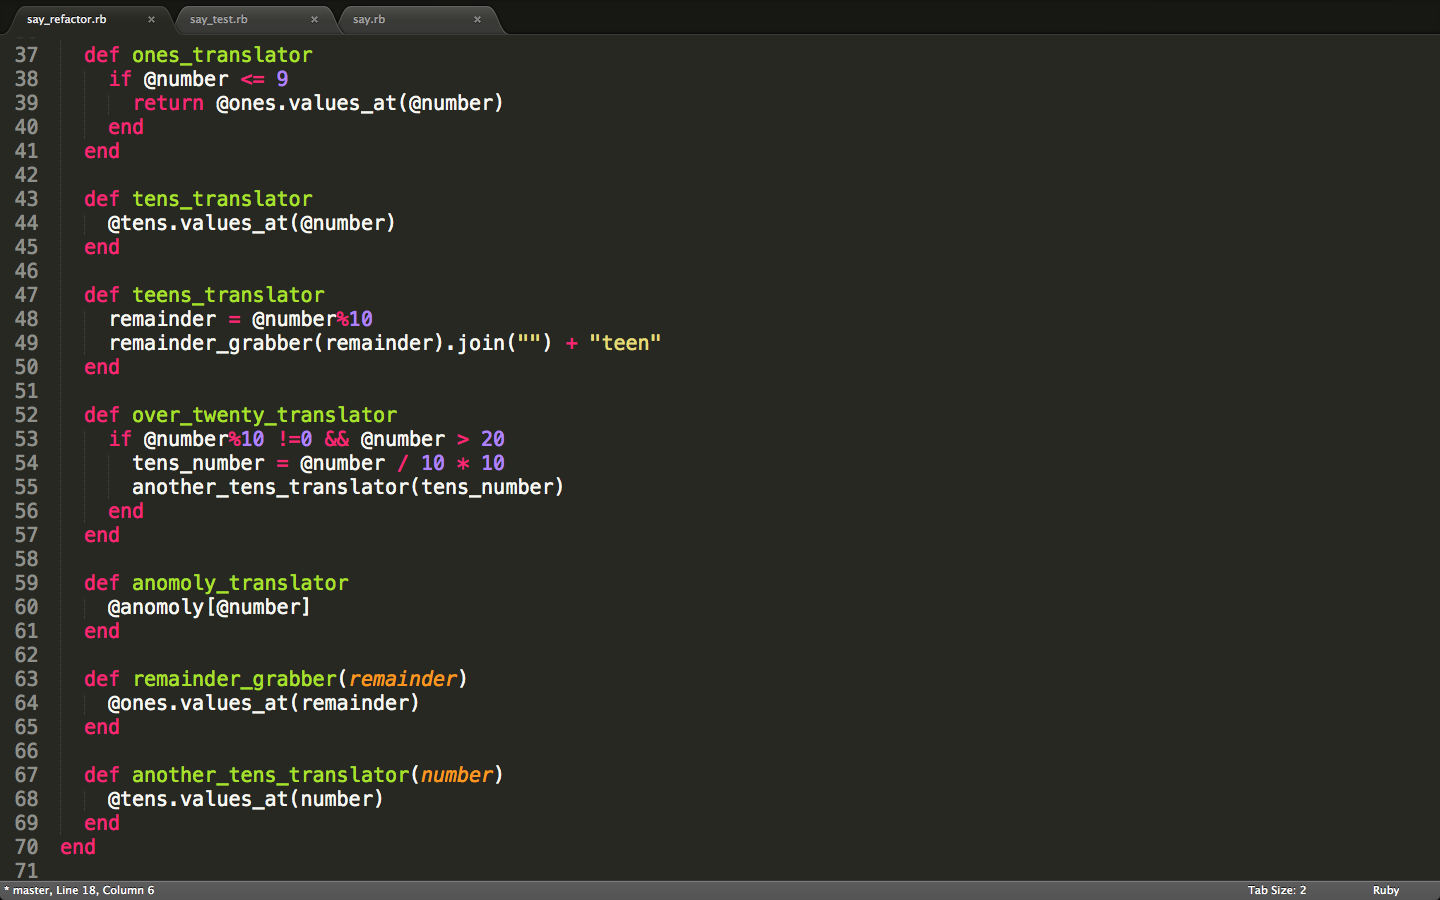 say_refactor.rb × say_test.rb × say.rb ×
37 def ones_translator
38 if @number <= 9
39 return @ones.values_at(@number)
40 end
41 end
42
43 def tens_translator
44 @tens.values_at(@number)
45 end
46
47 def teens_translator
48 remainder = @number%10
49 remainder_grabber(remainder).join("") + "teen"
50 end
51
52 def over_twenty_translator
53 if @number%10 !=0 && @number > 20
54 tens_number = @number / 10 * 10
55 another_tens_translator(tens_number)
56 end
57 end
58
59 def anomoly_translator
60 @anomoly[@number]
61 end
62
63 def remainder_grabber(remainder)
64 @ones.values_at(remainder)
65 end
66
67 def another_tens_translator(number)
68 @tens.values_at(number)
69 end
70 end
71
* master, Line 18, Column 6 Tab Size: 2 Ruby